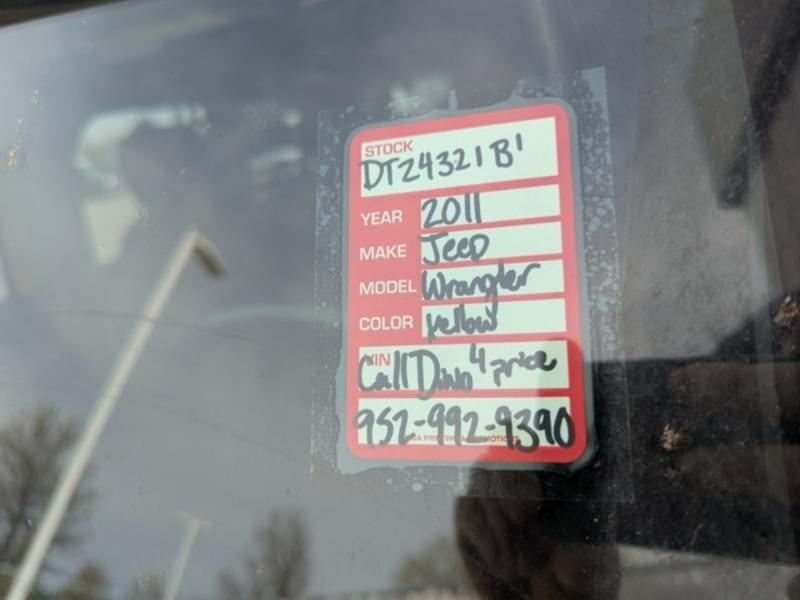 STOCK
DT24321B1
YEAR 2011
MAKE Jeep
MODEL Wrangler
COLOR Yellow
VIN
Call Dino 4 price
952-992-9390